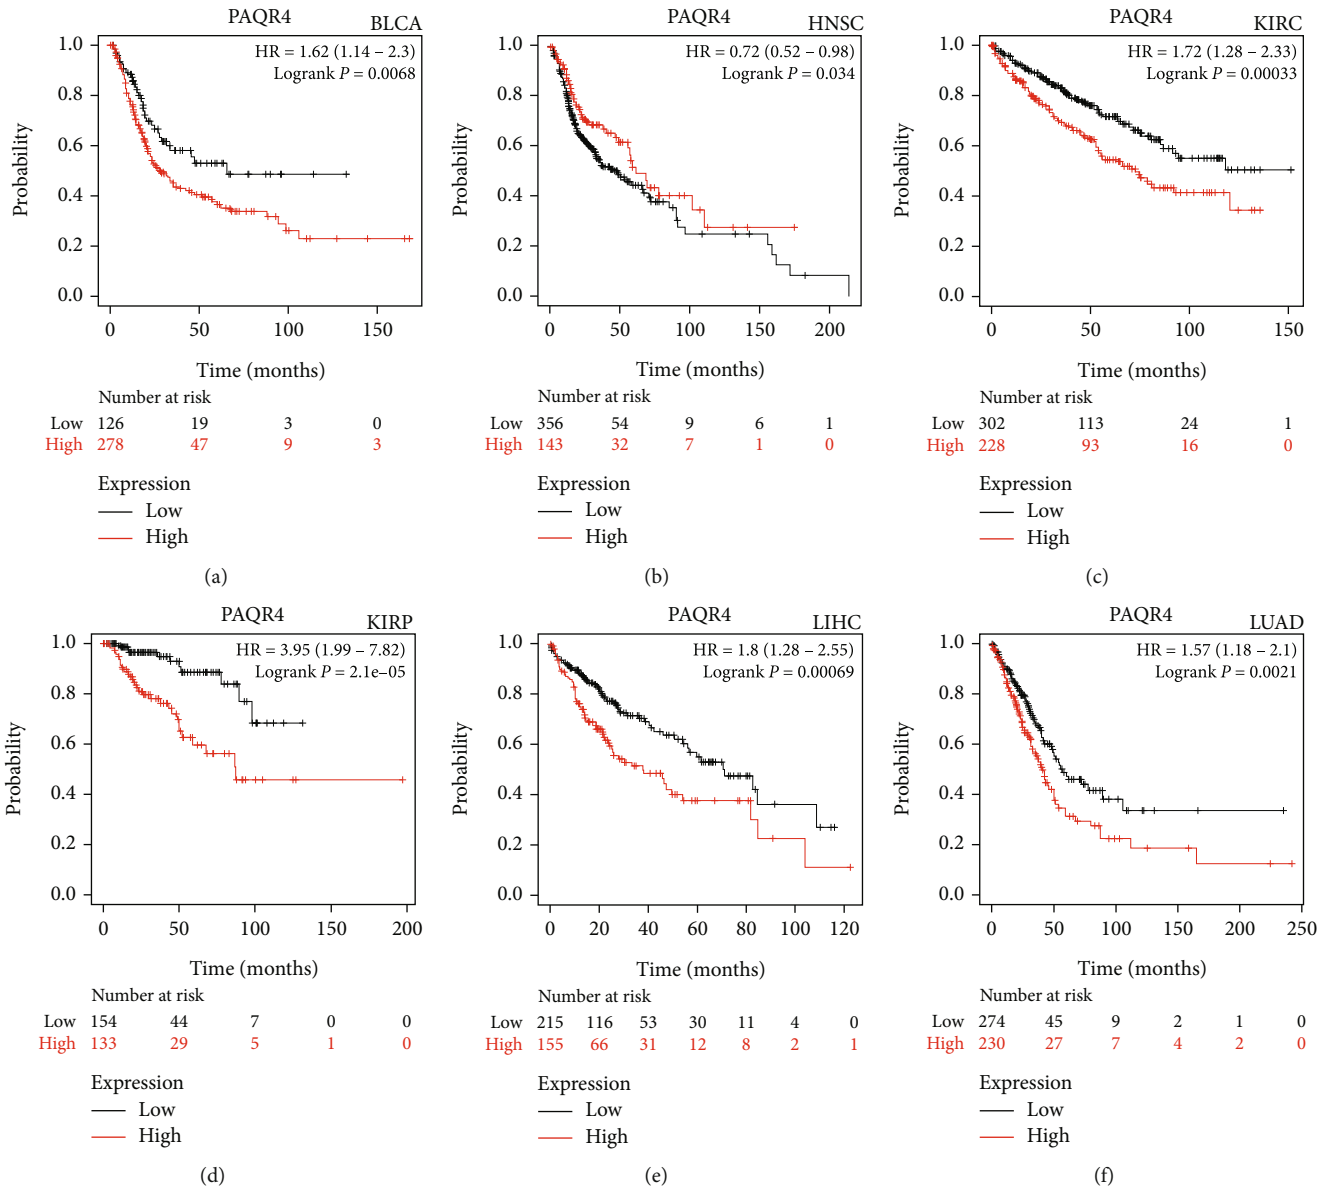 PAQR4
BLCA
HR = 1.62 (1.14 – 2.3)
Logrank P = 0.0068
Probability
1.0
0.8
0.6
0.4
0.2
0.0
0 50 100 150
Time (months)
Number at risk
Low 126 19 3 0
High 278 47 9 3
Expression
Low
High
(a)
PAQR4
HNSC
HR = 0.72 (0.52 – 0.98)
Logrank P = 0.034
Probability
1.0
0.8
0.6
0.4
0.2
0.0
0 50 100 150 200
Time (months)
Number at risk
Low 356 54 9 6 1
High 143 32 7 1 0
Expression
Low
High
(b)
PAQR4
KIRC
HR = 1.72 (1.28 – 2.33)
Logrank P = 0.00033
Probability
1.0
0.8
0.6
0.4
0.2
0.0
0 50 100 150
Time (months)
Number at risk
Low 302 113 24 1
High 228 93 16 0
Expression
Low
High
(c)
PAQR4
KIRP
HR = 3.95 (1.99 – 7.82)
Logrank P = 2.1e–05
Probability
1.0
0.8
0.6
0.4
0.2
0.0
0 50 100 150 200
Time (months)
Number at risk
Low 154 44 7 0 0
High 133 29 5 1 0
Expression
Low
High
(d)
PAQR4
LIHC
HR = 1.8 (1.28 – 2.55)
Logrank P = 0.00069
Probability
1.0
0.8
0.6
0.4
0.2
0.0
0 20 40 60 80 100 120
Time (months)
Number at risk
Low 215 116 53 30 11 4 0
High 155 66 31 12 8 2 1
Expression
Low
High
(e)
PAQR4
LUAD
HR = 1.57 (1.18 – 2.1)
Logrank P = 0.0021
Probability
1.0
0.8
0.6
0.4
0.2
0.0
0 50 100 150 200 250
Time (months)
Number at risk
Low 274 45 9 2 1 0
High 230 27 7 4 2 0
Expression
Low
High
(f)